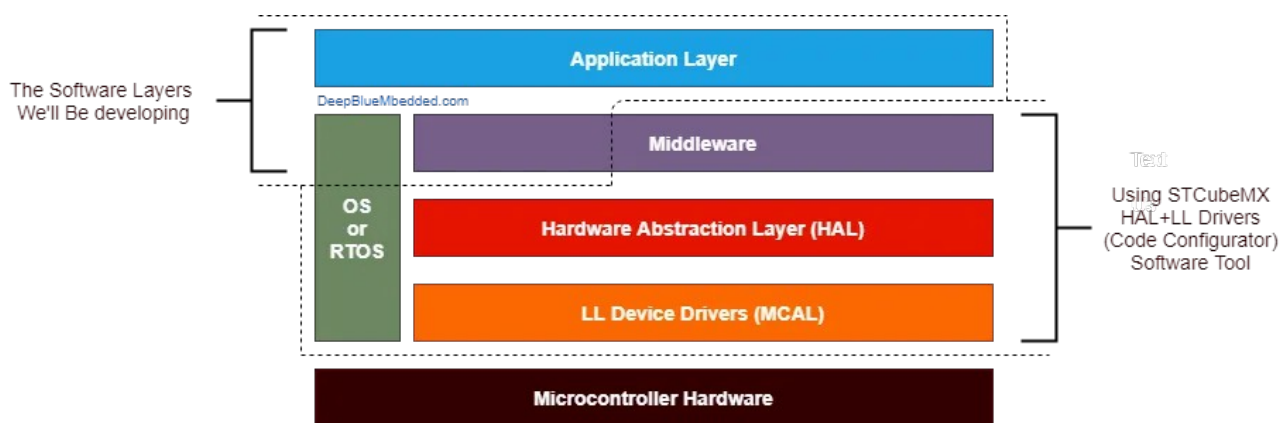 Application Layer
The Software Layers
We'll Be developing
DeepBlueMbedded.com
Middleware
Text
Using STCubeMX
HAL+LL Drivers
(Code Configurator)
Software Tool
OS
or
RTOS
Hardware Abstraction Layer (HAL)
LL Device Drivers (MCAL)
Microcontroller Hardware